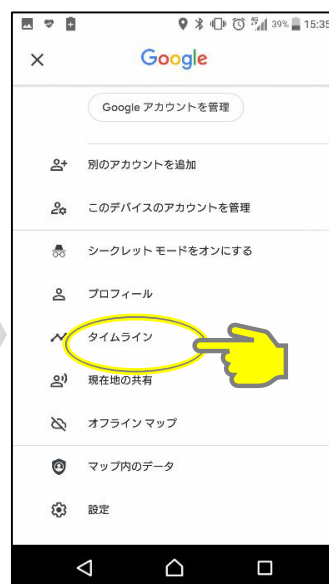 39% 15:35
Google
Google アカウントを管理
別のアカウントを追加
このデバイスのアカウントを管理
シークレット モードをオンにする
プロフィール
タイムライン
現在地の共有
オフライン マップ
マップ内のデータ
設定